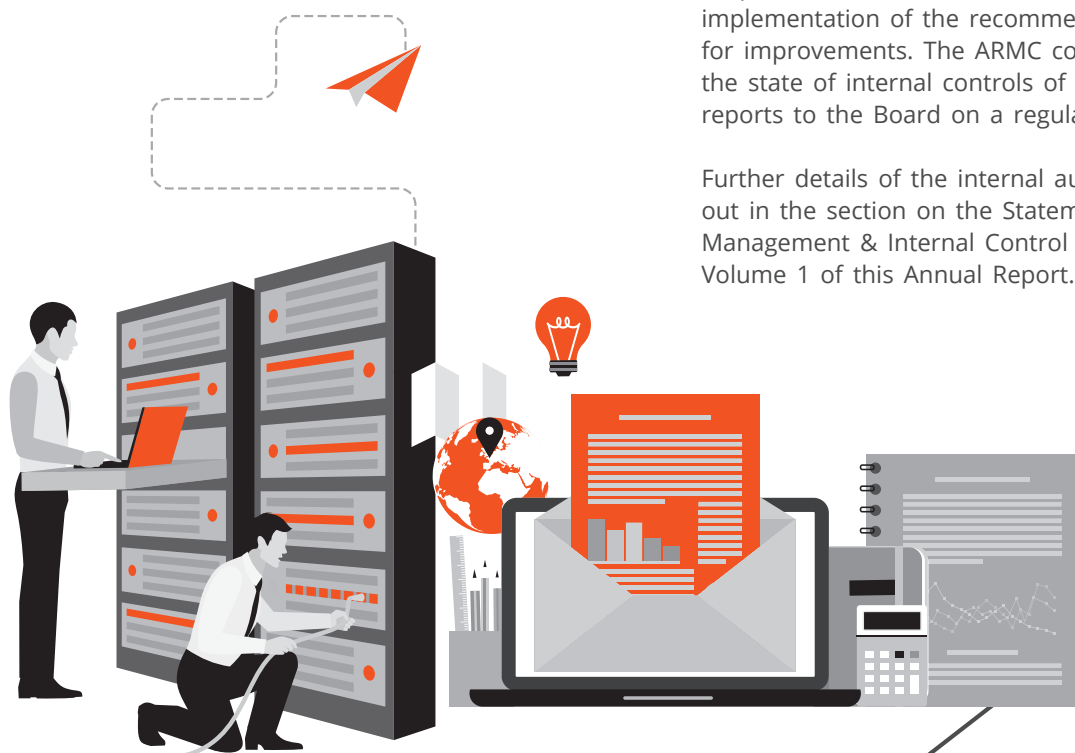 implementation of the recomme
for improvements. The ARMC co
the state of internal controls of
reports to the Board on a regula
Further details of the internal au
out in the section on the Statem
Management & Internal Control
Volume 1 of this Annual Report.